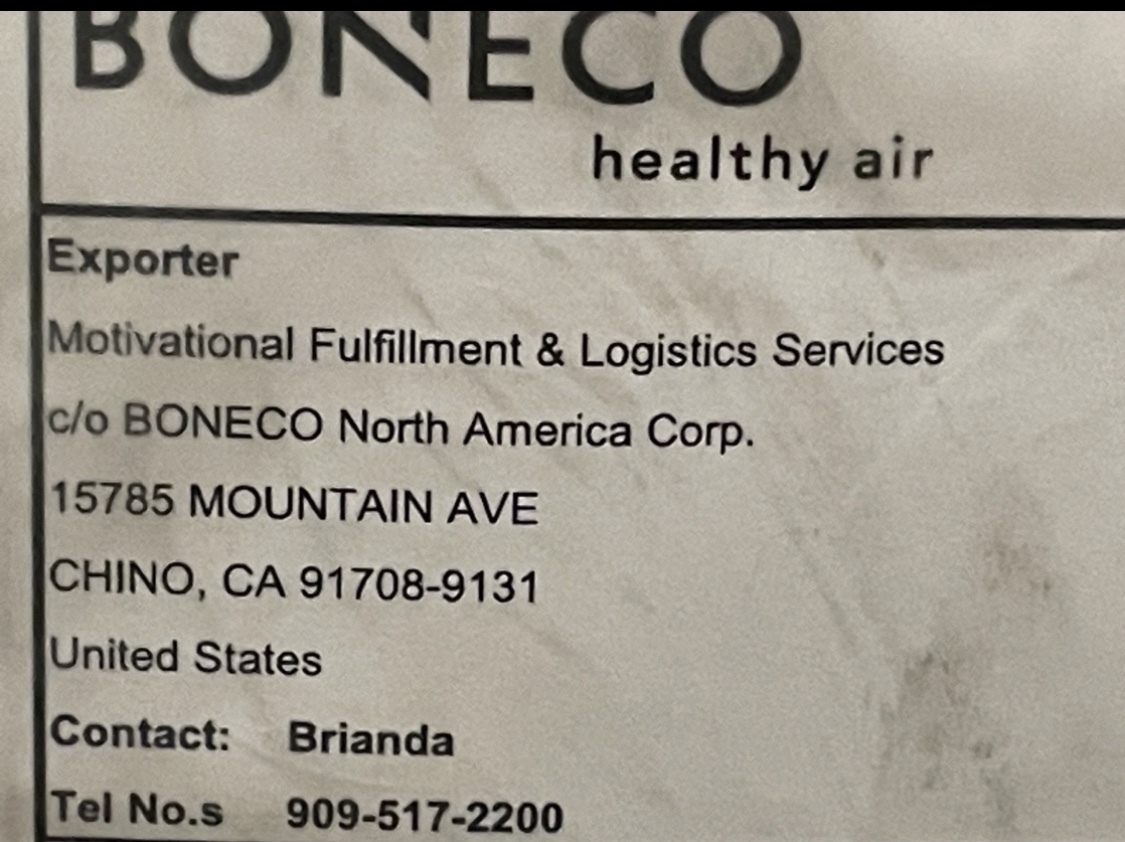 BONECO
healthy air
Exporter
Motivational Fulfillment & Logistics Services
c/o BONECO North America Corp.
15785 MOUNTAIN AVE
CHINO, CA 91708-9131
United States
Contact: Brianda
Tel No.s 909-517-2200